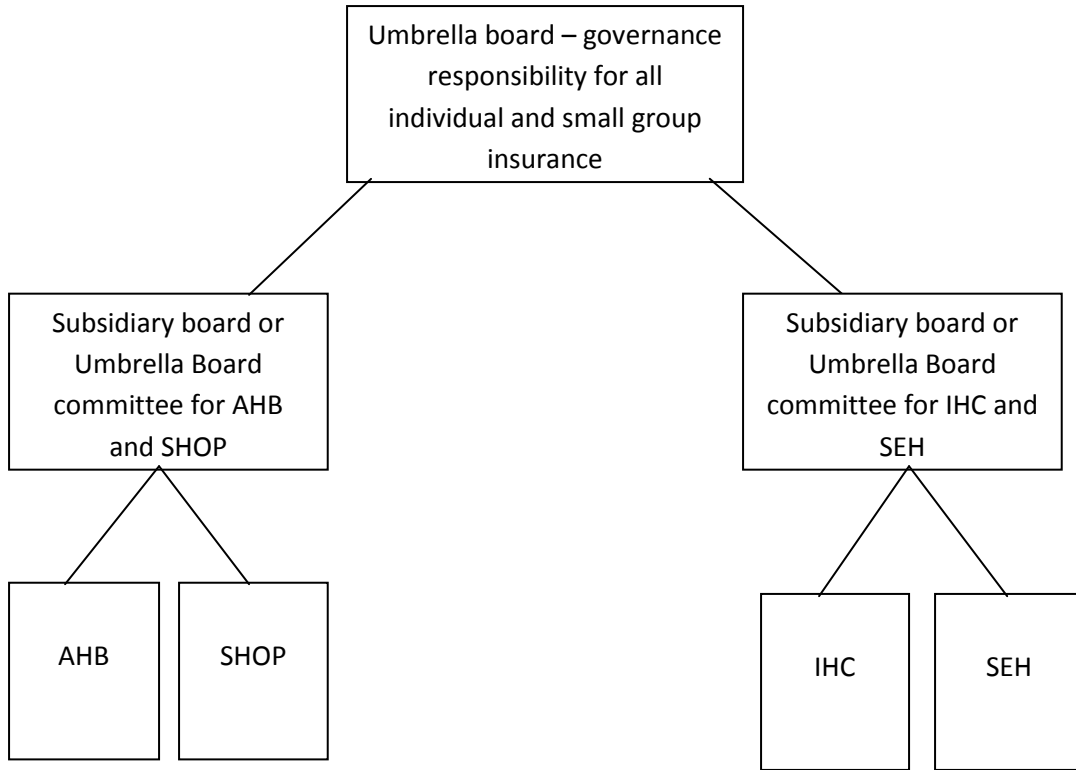 Umbrella board – governance
responsibility for all
individual and small group
insurance
Subsidiary board or
Umbrella Board
committee for AHB
and SHOP
Subsidiary board or
Umbrella Board
committee for IHC and
SEH
AHB
SHOP
IHC
SEH